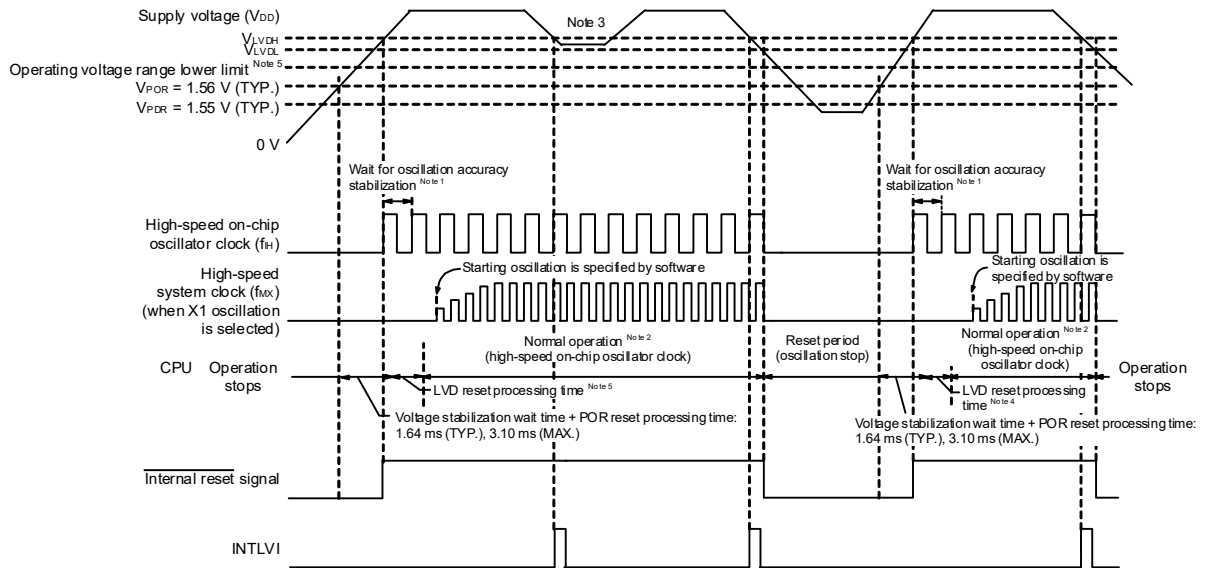 Supply voltage (VDD)
Note 3
VLVDH
VLVDL
Operating voltage range lower limit Note 5
VPOR = 1.56 V (TYP.)
VPDR = 1.55 V (TYP.)
0 V
Wait for oscillation accuracy
stabilization Note 1
Wait for oscillation accuracy
stabilization Note 1
High-speed on-chip
oscillator clock (fIH)
High-speed
system clock (fMX)
(when X1 oscillation
is selected)
Starting oscillation is specified by software
Starting oscillation is
specified by software
Normal operation Note 2
(high-speed on-chip oscillator clock)
Reset period
(oscillation stop)
Normal operation Note 2
(high-speed on-chip
oscillator clock)
CPU
Operation
stops
Operation
stops
LVD reset processing time Note 5
LVD reset processing
time Note 4
Voltage stabilization wait time + POR reset processing time:
1.64 ms (TYP.), 3.10 ms (MAX.)
Voltage stabilization wait time + POR reset processing time:
1.64 ms (TYP.), 3.10 ms (MAX.)
Internal reset signal
INTLVI